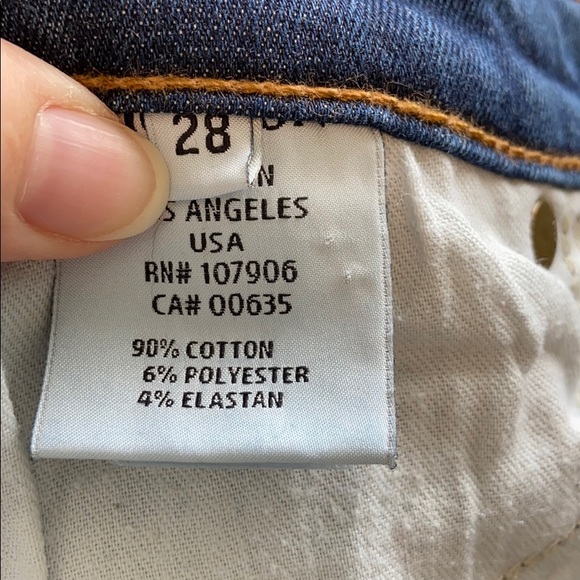 28
N
S ANGELES
USA
RN# 107906
CA# 00635
90% COTTON
6% POLYESTER
4% ELASTAN